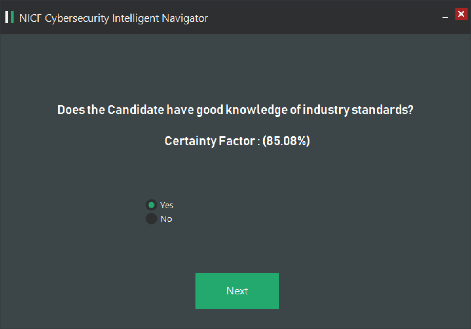 NICF Cybersecurity Intelligent Navigator
Does the Candidate have good knowledge of industry standards?
Certainty Factor : (85.08%)
Yes
No
Next